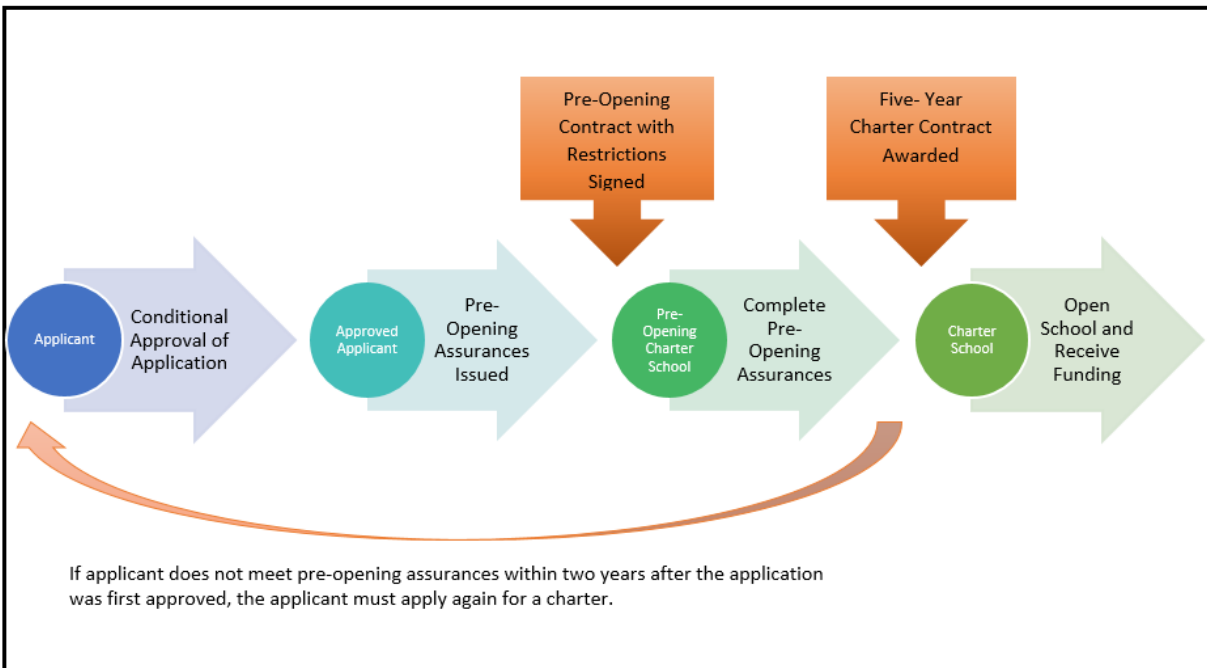 Pre-Opening
Contract with
Restrictions
Signed
Five- Year
Charter Contract
Awarded
Applicant
Conditional
Approval of
Application
Approved
Applicant
Pre-
Opening
Assurances
Issued
Pre-
Opening
Charter
School
Complete
Pre-
Opening
Assurances
Charter
School
Open
School and
Receive
Funding
If applicant does not meet pre-opening assurances within two years after the application
was first approved, the applicant must apply again for a charter.